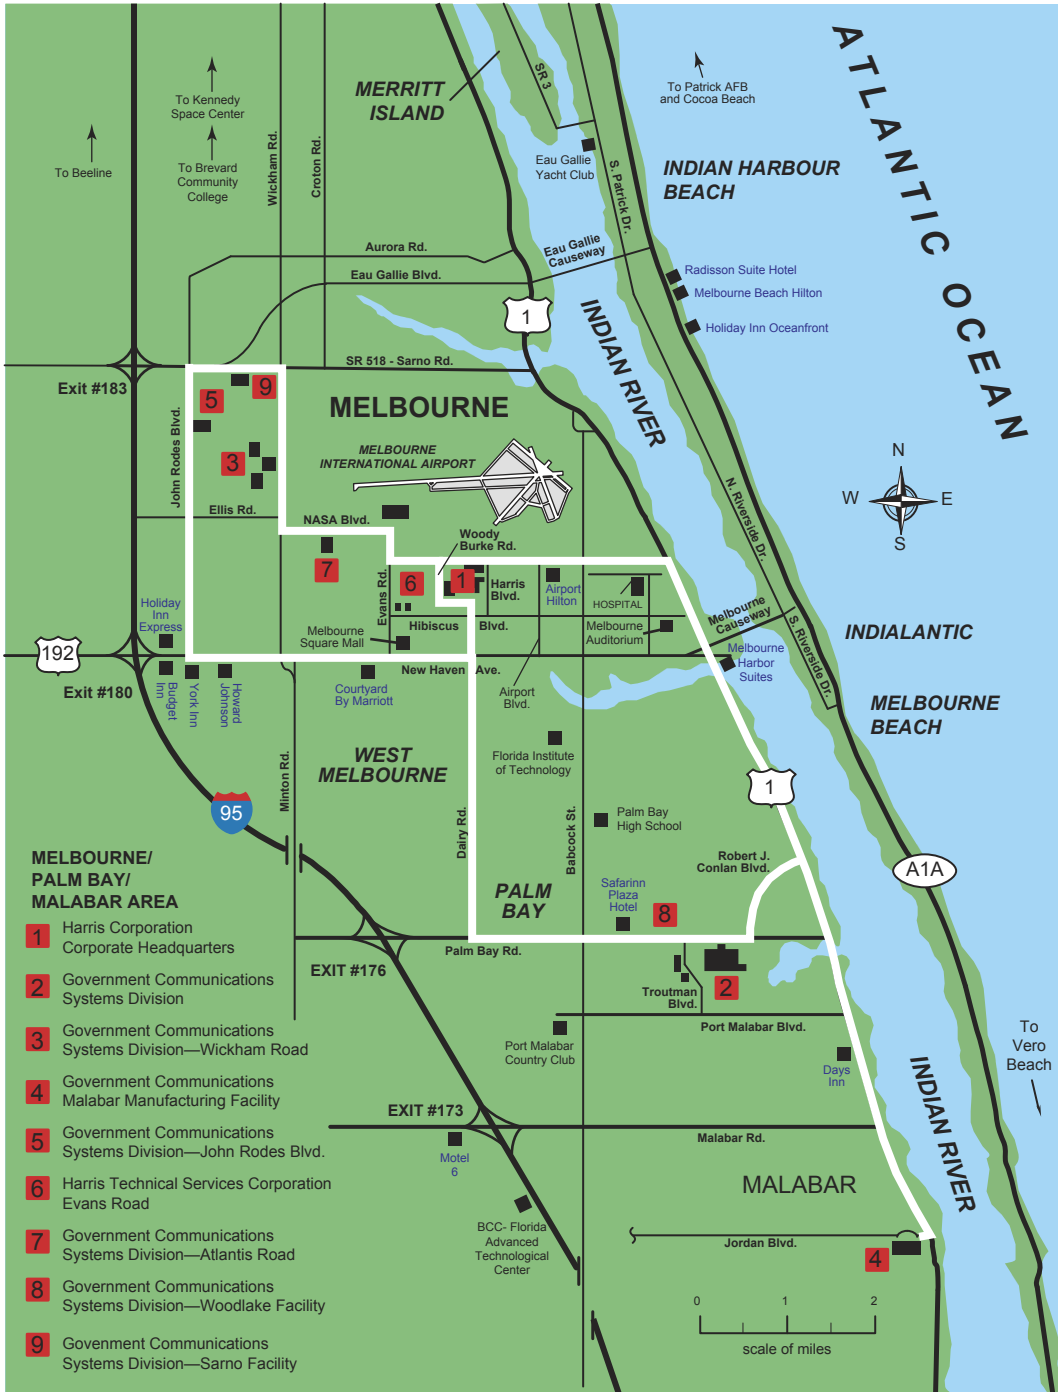 ATLANTIC OCEAN
MERRITT
ISLAND
SR 3
To Patrick AFB
and Cocoa Beach
To Kennedy
Space Center
To Beeline
To Brevard
Community
College
Wickham Rd.
Croton Rd.
Eau Gallie
Yacht Club
S. Patrick Dr.
INDIAN HARBOUR
BEACH
Aurora Rd.
Eau Gallie Blvd.
Eau Gallie
Causeway
Radisson Suite Hotel
Melbourne Beach Hilton
Holiday Inn Oceanfront
1
INDIAN RIVER
SR 518 - Sarno Rd.
Exit #183
5
9
3
John Rodes Blvd.
MELBOURNE
MELBOURNE
INTERNATIONAL AIRPORT
N
W
E
S
N. Riverside Dr.
Ellis Rd.
NASA Blvd.
Woody
Burke Rd.
7
Evans Rd.
6
1
Harris
Blvd.
Airport
Hilton
HOSPITAL
Holiday
Inn
Express
Hibiscus Blvd.
Melbourne
Square Mall
Melbourne
Auditorium
Melbourne
Causeway
S. Riverside Dr.
INDIALANTIC
192
New Haven Ave.
Exit #180
Budget
Inn
York Inn
Howard
Johnson
Courtyard
By Marriott
Airport
Blvd.
Melbourne
Harbor
Suites
MELBOURNE
BEACH
WEST
MELBOURNE
Florida Institute
of Technology
Minton Rd.
Dairy Rd.
Babcock St.
95
1
Palm Bay
High School
Robert J.
Conlan Blvd.
A1A
PALM
BAY
Safarinn
Plaza
Hotel
8
EXIT #176
Palm Bay Rd.
Troutman
Blvd.
2
Port Malabar Blvd.
Port Malabar
Country Club
Days
Inn
To
Vero
Beach
EXIT #173
Malabar Rd.
Motel
6
INDIAN RIVER
MALABAR
BCC- Florida
Advanced
Technological
Center
Jordan Blvd.
4
0 1 2
scale of miles
MELBOURNE/
PALM BAY/
MALABAR AREA
1 Harris Corporation
Corporate Headquarters
2 Government Communications
Systems Division
3 Government Communications
Systems Division—Wickham Road
4 Government Communications
Malabar Manufacturing Facility
5 Government Communications
Systems Division—John Rodes Blvd.
6 Harris Technical Services Corporation
Evans Road
7 Government Communications
Systems Division—Atlantis Road
8 Government Communications
Systems Division—Woodlake Facility
9 Govenment Communications
Systems Division—Sarno Facility